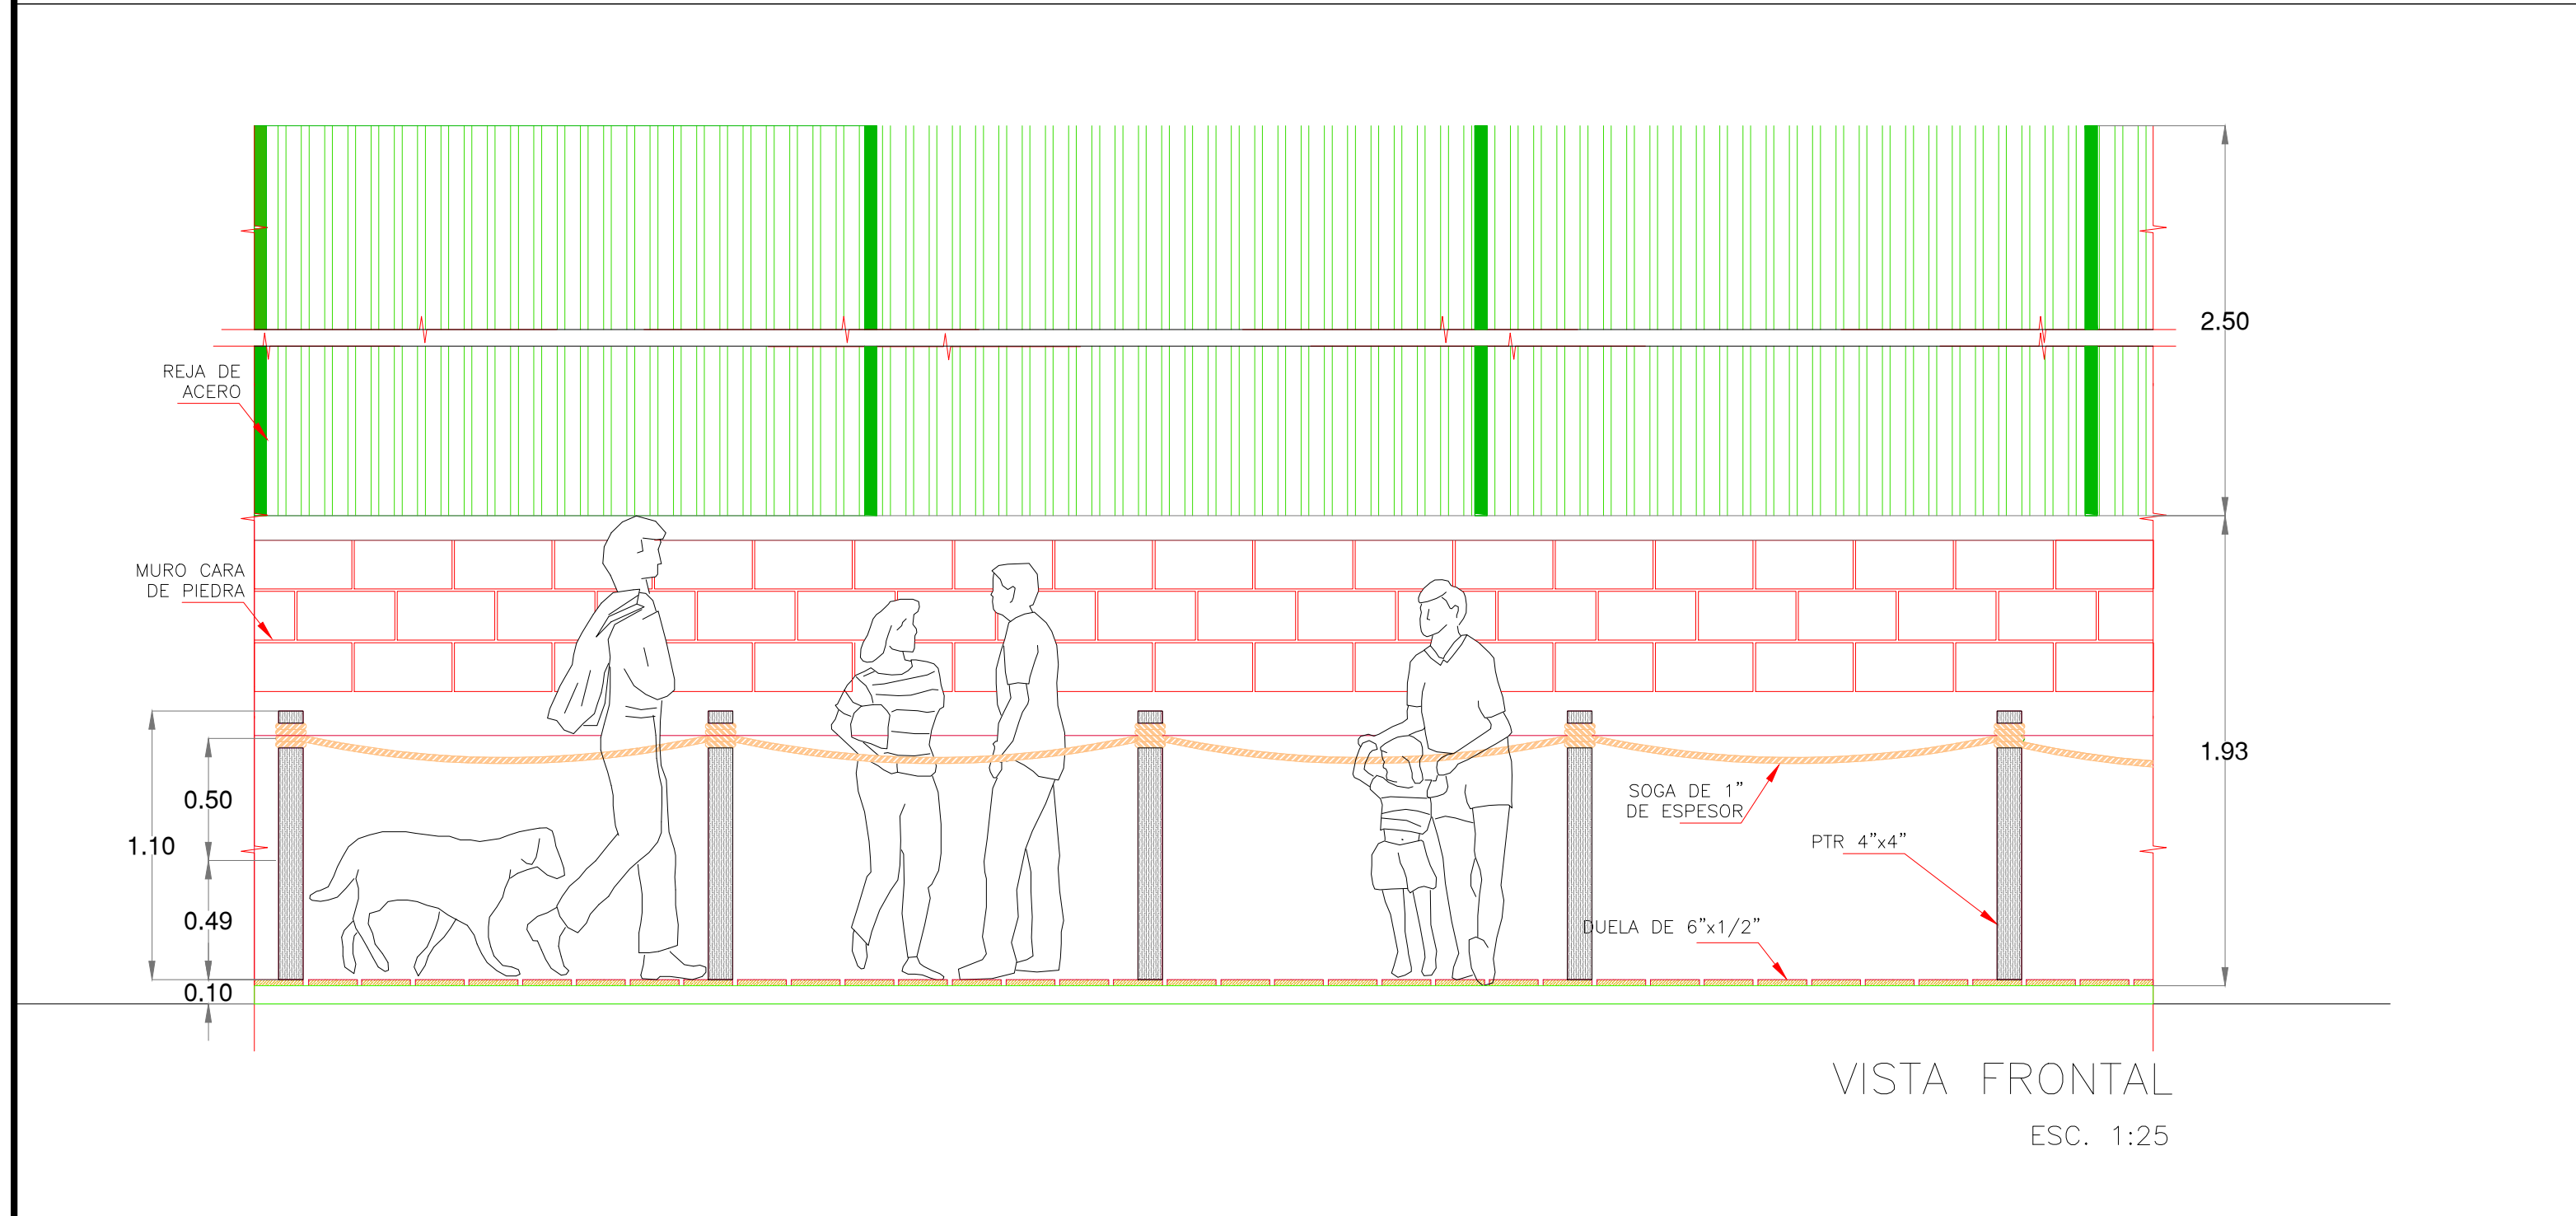 2.50
REJA DE
ACERO
MURO CARA
DE PIEDRA
1.93
SOGA DE 1"
DE ESPESOR
0.50
1.10
PTR 4"x4"
0.49
DUELA DE 6"x1/2"
0.10
VISTA FRONTAL
ESC. 1:25